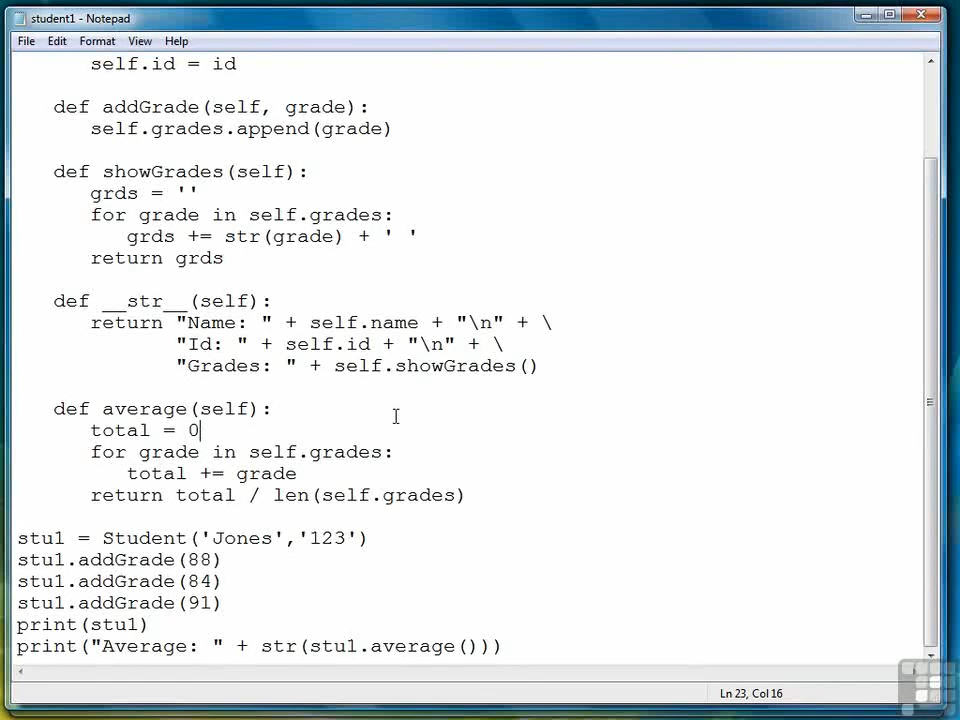 student1 - Notepad
File Edit Format View Help
      self.id = id

   def addGrade(self, grade):
      self.grades.append(grade)

   def showGrades(self):
      grds = ''
      for grade in self.grades:
         grds += str(grade) + ' '
      return grds

   def __str__(self):
      return "Name: " + self.name + "\n" + \
             "Id: " + self.id + "\n" + \
             "Grades: " + self.showGrades()

   def average(self):
      total = 0
      for grade in self.grades:
         total += grade
      return total / len(self.grades)

stu1 = Student('Jones','123')
stu1.addGrade(88)
stu1.addGrade(84)
stu1.addGrade(91)
print(stu1)
print("Average: " + str(stu1.average()))
Ln 23, Col 16